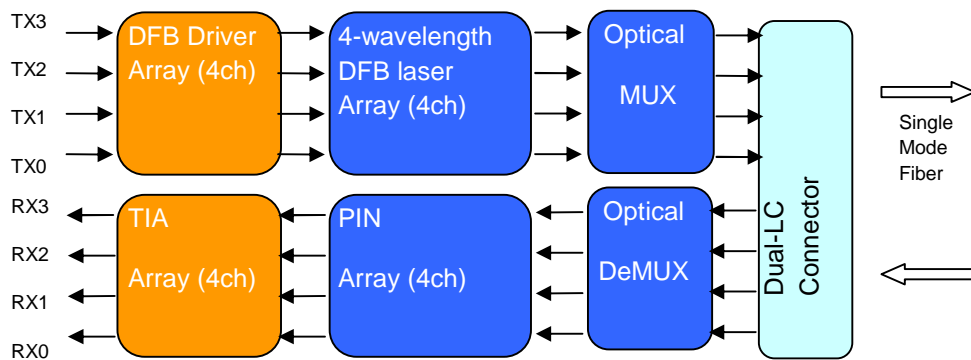 TX3
TX2
TX1
TX0
DFB Driver
Array (4ch)
4-wavelength
DFB laser
Array (4ch)
Optical
MUX
Single
Mode
Fiber
RX3
RX2
RX1
RX0
TIA
Array (4ch)
PIN
Array (4ch)
Optical
DeMUX
Dual-LC
Connector